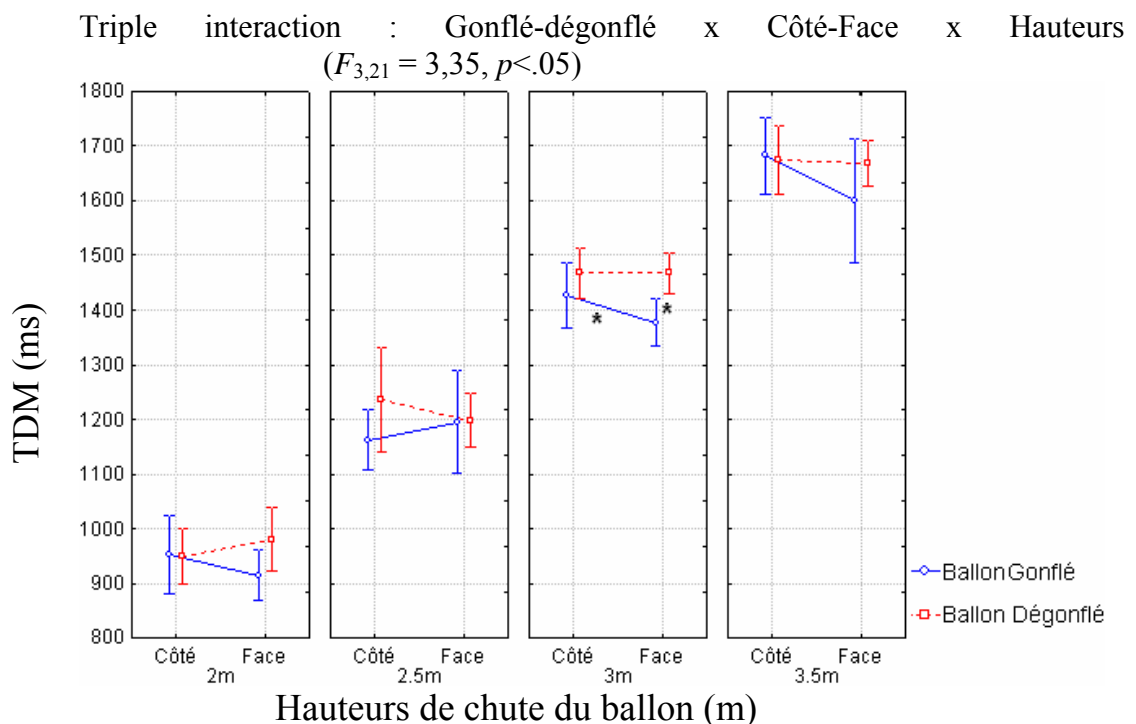 Triple interaction : Gonflé-dégonflé x Côté-Face x Hauteurs
(F3,21 = 3,35, p<.05)
1800
1700
1600
1500
1400
1300
1200
1100
1000
900
800
TDM (ms)
* *
Côté Face Côté Face Côté Face Côté Face
2m 2.5m 3m 3.5m
Hauteurs de chute du ballon (m)
BallonGonflé
Ballon Dégonflé